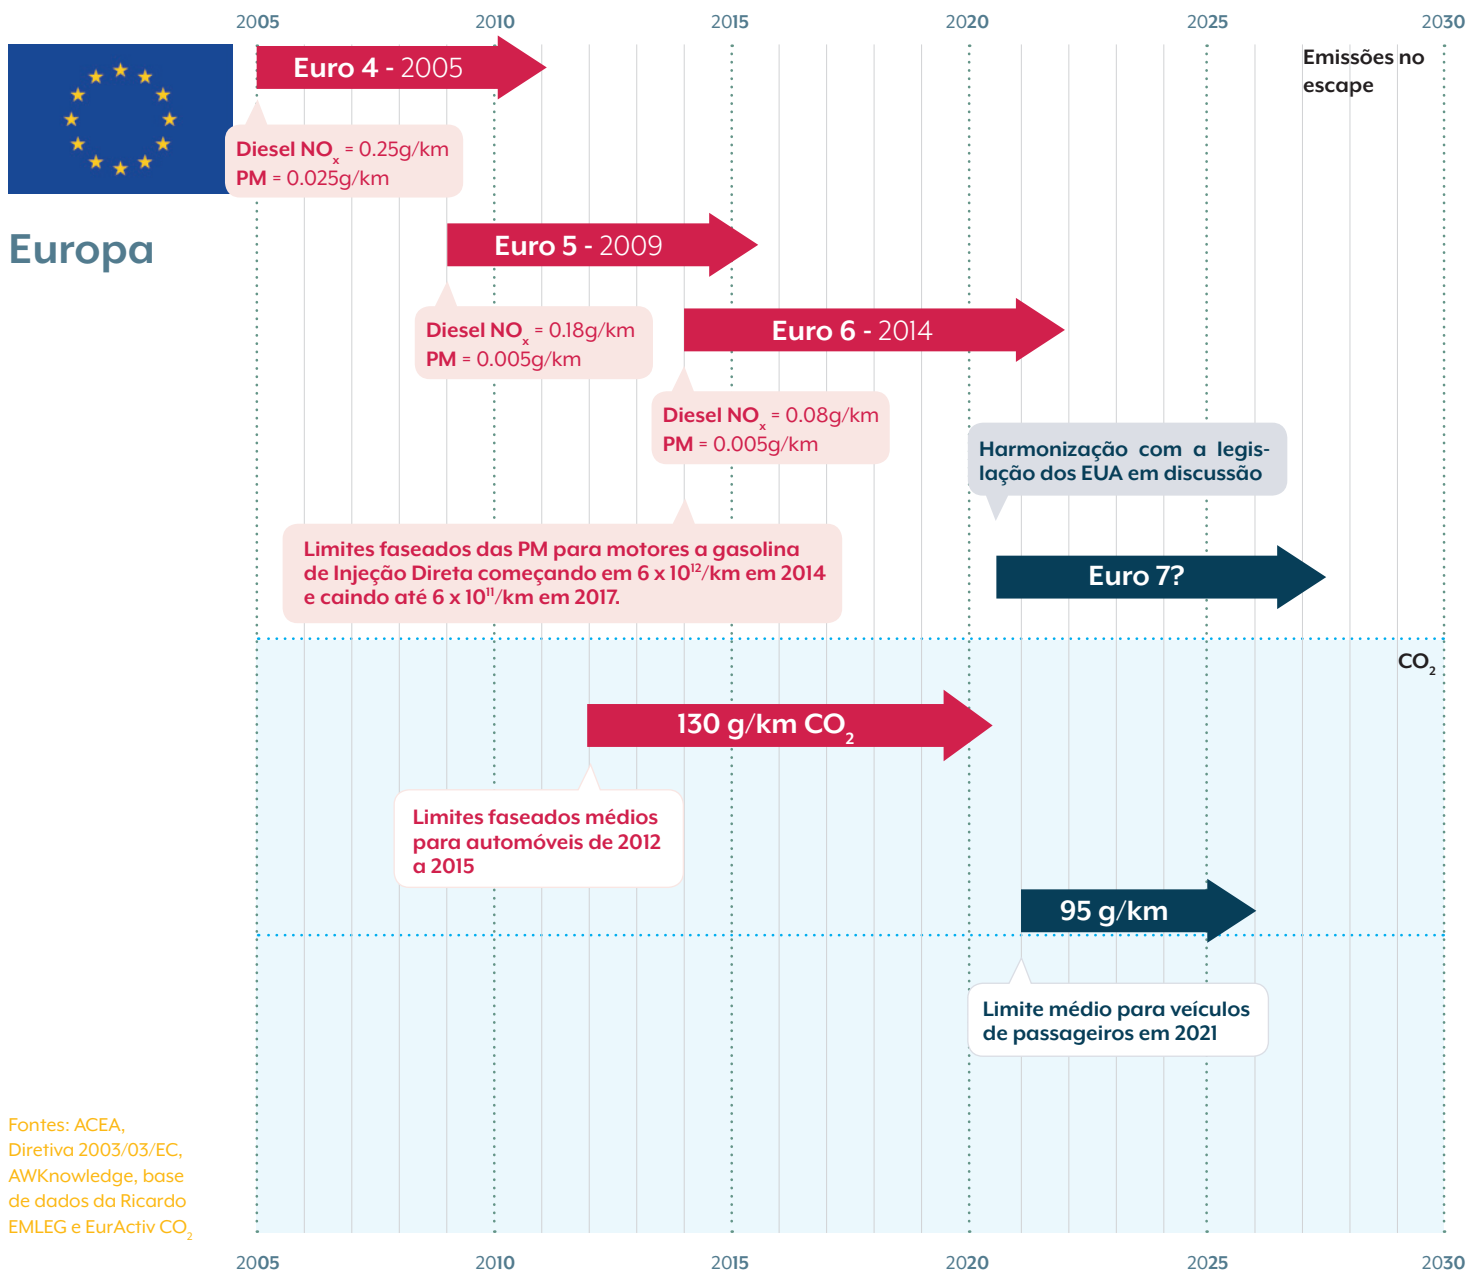 2005 2010 2015 2020 2025 2030
Emissões no
escape
Euro 4 - 2005
Diesel NOx = 0.25g/km
PM = 0.025g/km
Europa
Euro 5 - 2009
Diesel NOx = 0.18g/km
PM = 0.005g/km
Euro 6 - 2014
Diesel NOx = 0.08g/km
PM = 0.005g/km
Harmonização com a legis-
lação dos EUA em discussão
Limites faseados das PM para motores a gasolina
de Injeção Direta começando em 6 x 10¹²/km em 2014
e caindo até 6 x 10¹¹/km em 2017.
Euro 7?
CO₂
130 g/km CO₂
Limites faseados médios
para automóveis de 2012
a 2015
95 g/km
Limite médio para veículos
de passageiros em 2021
Fontes: ACEA,
Diretiva 2003/03/EC,
AWKnowledge, base
de dados da Ricardo
EMLEG e EurActiv CO₂
2005 2010 2015 2020 2025 2030